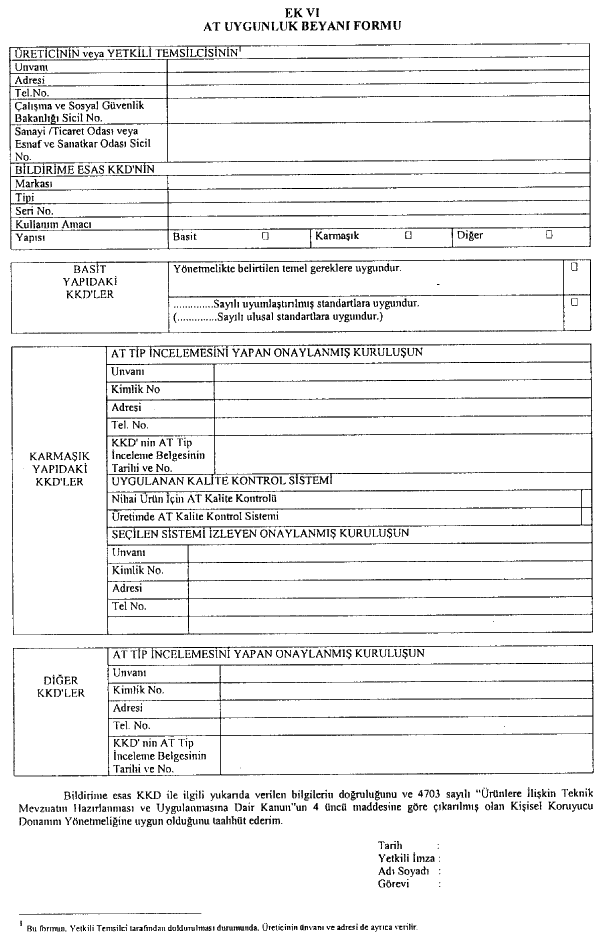 EK VI
AT UYGUNLUK BEYANI FORMU
ÜRETİCİNİN veya YETKİLİ TEMSİLCİSİNİN¹
Unvanı
Adresi
Tel.No.
Çalışma ve Sosyal Güvenlik
Bakanlığı Sicil No.
Sanayi /Ticaret Odası veya
Esnaf ve Sanatkar Odası Sicil
No.
BİLDİRİME ESAS KKD'NİN
Markası
Tipi
Seri No.
Kullanım Amacı
Yapısı Basit □ Karmaşık □ Diğer □
BASİT
YAPIDAKİ
KKD'LER
Yönetmelikte belirtilen temel gereklere uygundur. □
..............Sayılı uyumlaştırılmış standartlara uygundur. □
(..............Sayılı ulusal standartlara uygundur.)
KARMAŞIK
YAPIDAKİ
KKD'LER
AT TİP İNCELEMESİNİ YAPAN ONAYLANMIŞ KURULUŞUN
Unvanı
Kimlik No
Adresi
Tel. No.
KKD' nin AT Tip
İnceleme Belgesinin
Tarihi ve No.
UYGULANAN KALİTE KONTROL SİSTEMİ
Nihai Ürün İçin AT Kalite Kontrolü
Üretimde AT Kalite Kontrol Sistemi
SEÇİLEN SİSTEMİ İZLEYEN ONAYLANMIŞ KURULUŞUN
Unvanı
Kimlik No.
Adresi
Tel No.
DİĞER
KKD'LER
AT TİP İNCELEMESİNİ YAPAN ONAYLANMIŞ KURULUŞUN
Unvanı
Kimlik No.
Adresi
Tel. No.
KKD' nin AT Tip
İnceleme Belgesinin
Tarihi ve No.
Bildirime esas KKD ile ilgili yukarıda verilen bilgilerin doğruluğunu ve 4703 sayılı “Ürünlere İlişkin Teknik
Mevzuatın Hazırlanması ve Uygulanmasına Dair Kanun”un 4 üncü maddesine göre çıkarılmış olan Kişisel Koruyucu
Donanım Yönetmeliğine uygun olduğunu taahhüt ederim.
Tarih :
Yetkili İmza :
Adı Soyadı :
Görevi :
¹ Bu formun, Yetkili Temsilci tarafından doldurulması durumunda, Üreticinin ünvanı ve adresi de ayrıca verilir.